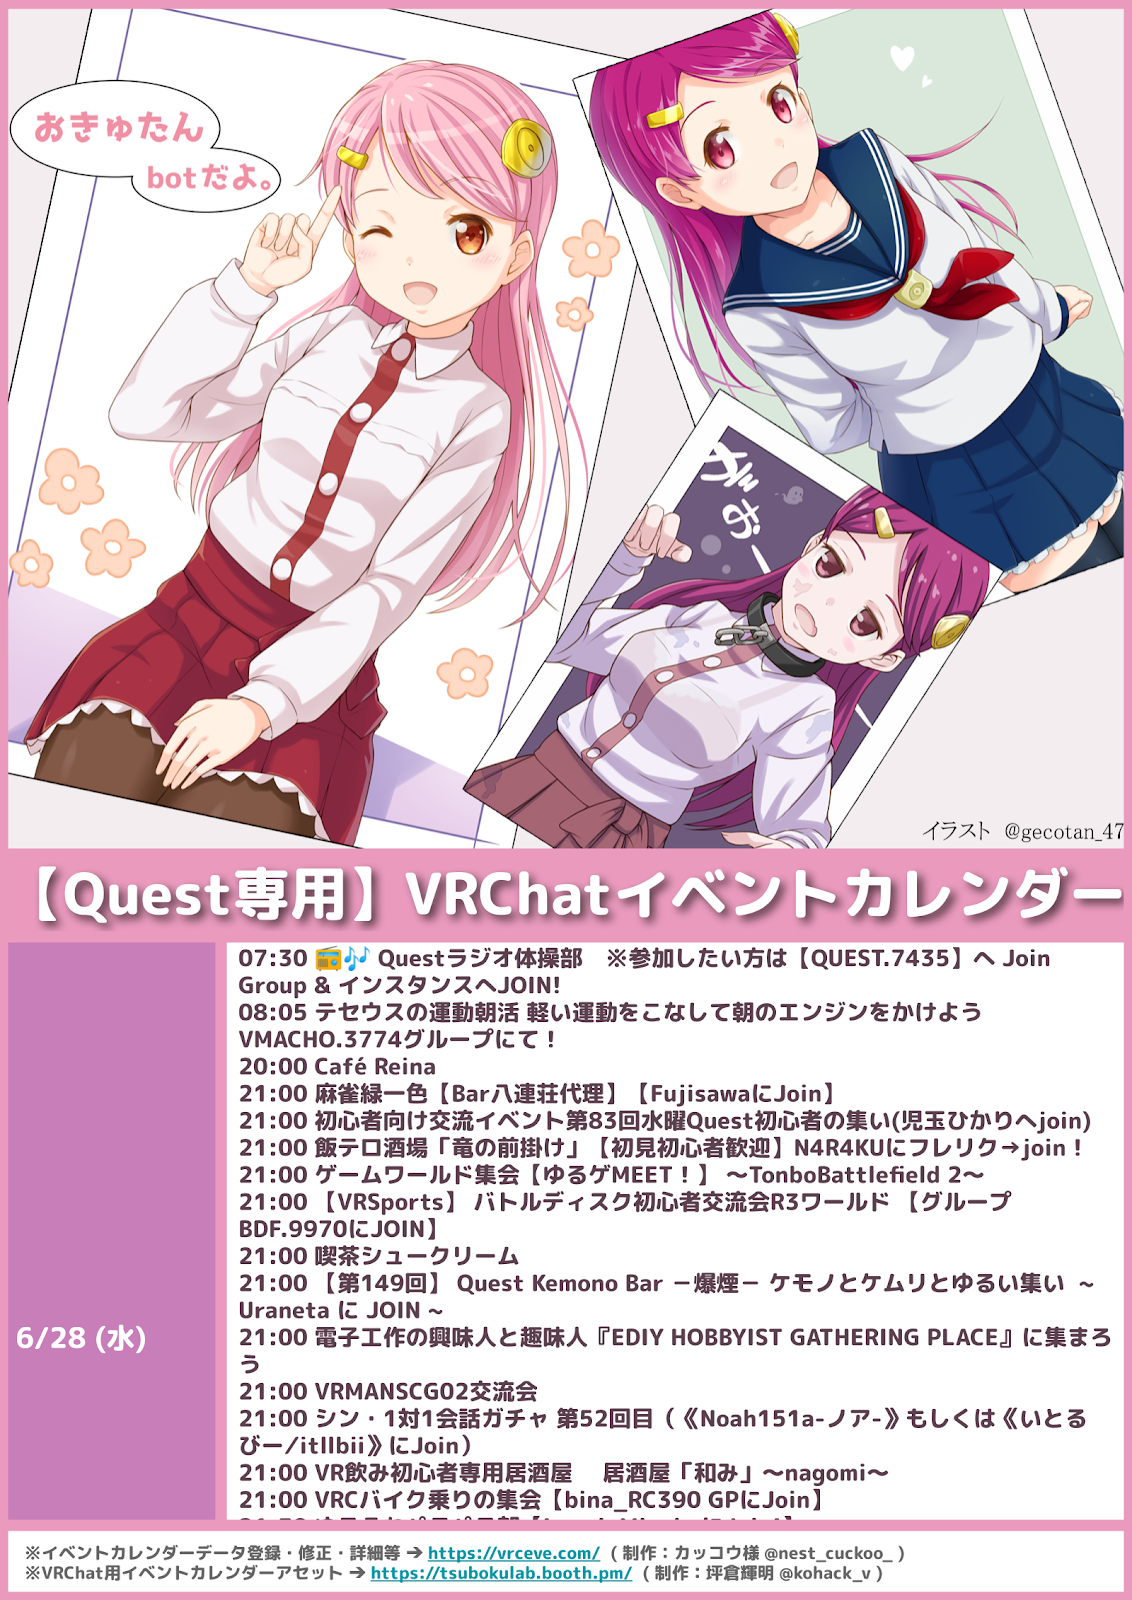 おきゅたん
botだよ。
がおー
イラスト @gecotan_47
【Quest専用】VRChatイベントカレンダー
6/28 (水)
07:30 📻🎶 Questラジオ体操部　※参加したい方は【QUEST.7435】へ Join
Group & インスタンスへJOIN!
08:05 テセウスの運動朝活 軽い運動をこなして朝のエンジンをかけよう
VMACHO.3774グループにて！
20:00 Café Reina
21:00 麻雀緑一色【Bar八連荘代理】【FujisawaにJoin】
21:00 初心者向け交流イベント第83回水曜Quest初心者の集い(児玉ひかりへjoin)
21:00 飯テロ酒場「竜の前掛け」【初見初心者歓迎】N4R4KUにフレリク→join！
21:00 ゲームワールド集会【ゆるゲMEET！】 〜TonboBattlefield 2〜
21:00 【VRSports】 バトルディスク初心者交流会R3ワールド 【グループ
BDF.9970にJOIN】
21:00 喫茶シュークリーム
21:00 【第149回】 Quest Kemono Bar －爆煙－ ケモノとケムリとゆるい集い ～
Uraneta に JOIN ~
21:00 電子工作の興味人と趣味人『EDIY HOBBYIST GATHERING PLACE』に集まろ
う
21:00 VRMANSCG02交流会
21:00 シン・1対1会話ガチャ 第52回目（《Noah151a-ノア-》もしくは《いとる
びー/itllbii》にJoin）
21:00 VR飲み初心者専用居酒屋　居酒屋「和み」〜nagomi〜
21:00 VRCバイク乗りの集会【bina_RC390 GPにJoin】
※イベントカレンダーデータ登録・修正・詳細等 → https://vrceve.com/ ( 制作：カッコウ様 @nest_cuckoo_ )
※VRChat用イベントカレンダーアセット → https://tsubokulab.booth.pm/ ( 制作：坪倉輝明 @kohack_v )